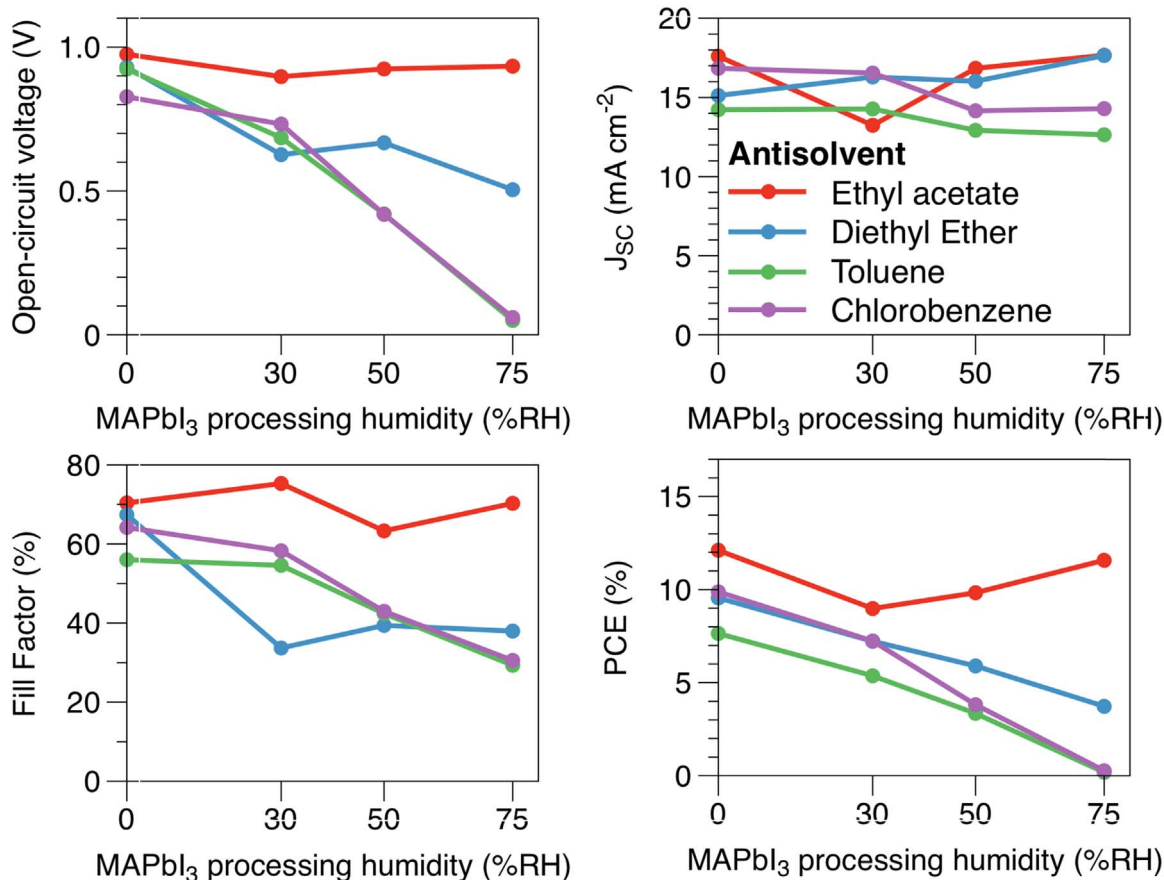 Open-circuit voltage (V)
1.0
0.5
0
0 30 50 75
MAPbI₃ processing humidity (%RH)
J_SC (mA cm⁻²)
20
15
10
5
0
Antisolvent
Ethyl acetate
Diethyl Ether
Toluene
Chlorobenzene
0 30 50 75
MAPbI₃ processing humidity (%RH)
Fill Factor (%)
80
60
40
20
0
0 30 50 75
MAPbI₃ processing humidity (%RH)
PCE (%)
15
10
5
0
0 30 50 75
MAPbI₃ processing humidity (%RH)